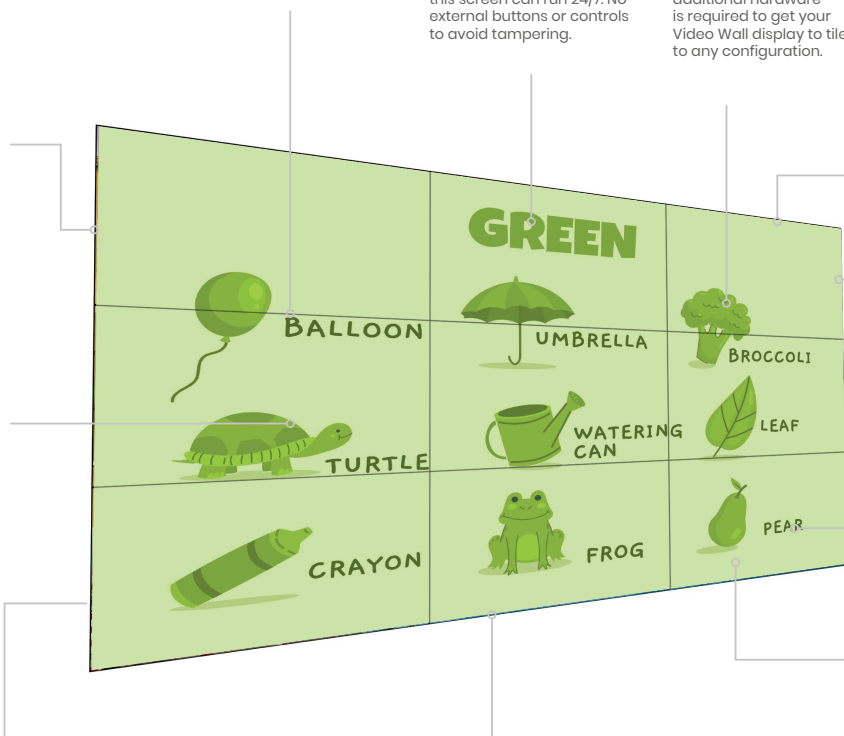 this screen can run 24/7. No
external buttons or controls
to avoid tampering.
additional hardware
is required to get your
Video Wall display to tile
to any configuration.
GREEN
BALLOON
UMBRELLA
BROCCOLI
TURTLE
WATERING
CAN
LEAF
CRAYON
FROG
PEAR